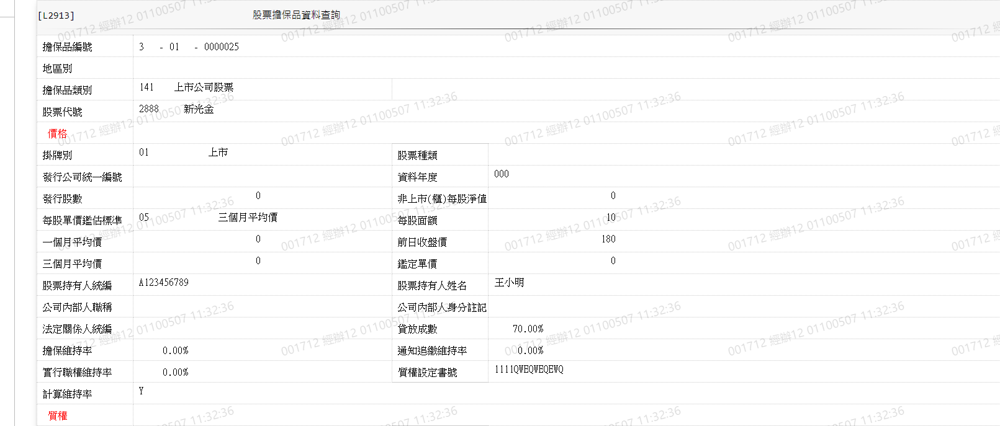 [L2913] 股票擔保品資料查詢
擔保品編號 3 - 01 - 0000025
地區別
擔保品類別 141 上市公司股票
股票代號 2888 新光金
價格
掛牌別 01 上市 股票種類
發行公司統一編號 資料年度 000
發行股數 0 非上市(櫃)每股淨值 0
每股單價鑑估標準 05 三個月平均價 每股面額 10
一個月平均價 0 前日收盤價 180
三個月平均價 0 鑑定單價 0
股票持有人統編 A123456789 股票持有人姓名 王小明
公司內部人職稱 公司內部人身分註記
法定關係人統編 貸放成數 70.00%
擔保維持率 0.00% 通知追繳維持率 0.00%
實行職權維持率 0.00% 質權設定書號 1111QWEQWEQEWQ
計算維持率 Y
質權
001712 經辦12 01100507 11:32:36